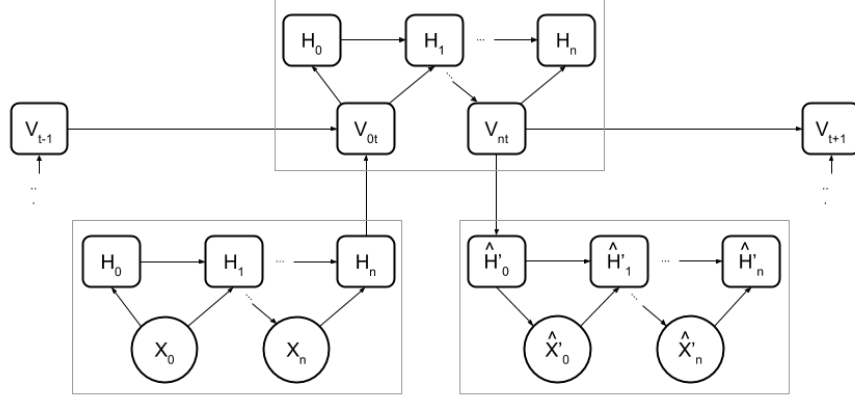 H₀ H₁ ... Hₙ
Vₜ₋₁ V₀ₜ ... Vₙₜ Vₜ₊₁
... ...
H₀ H₁ ... Hₙ Ĥ'₀ Ĥ'₁ ... Ĥ'ₙ
... ...
X₀ Xₙ X̂'₀ X̂'ₙ